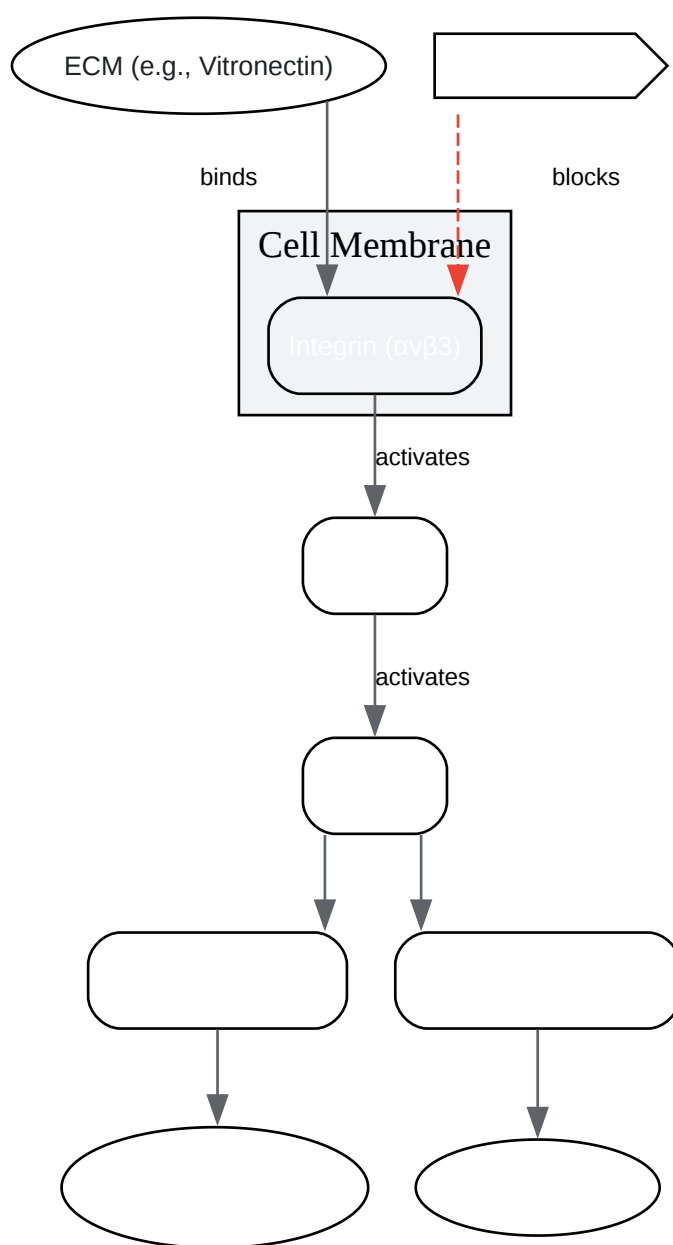 ECM (e.g., Vitronectin)
binds
blocks
Cell Membrane
Integrin (αvβ3)
activates
activates